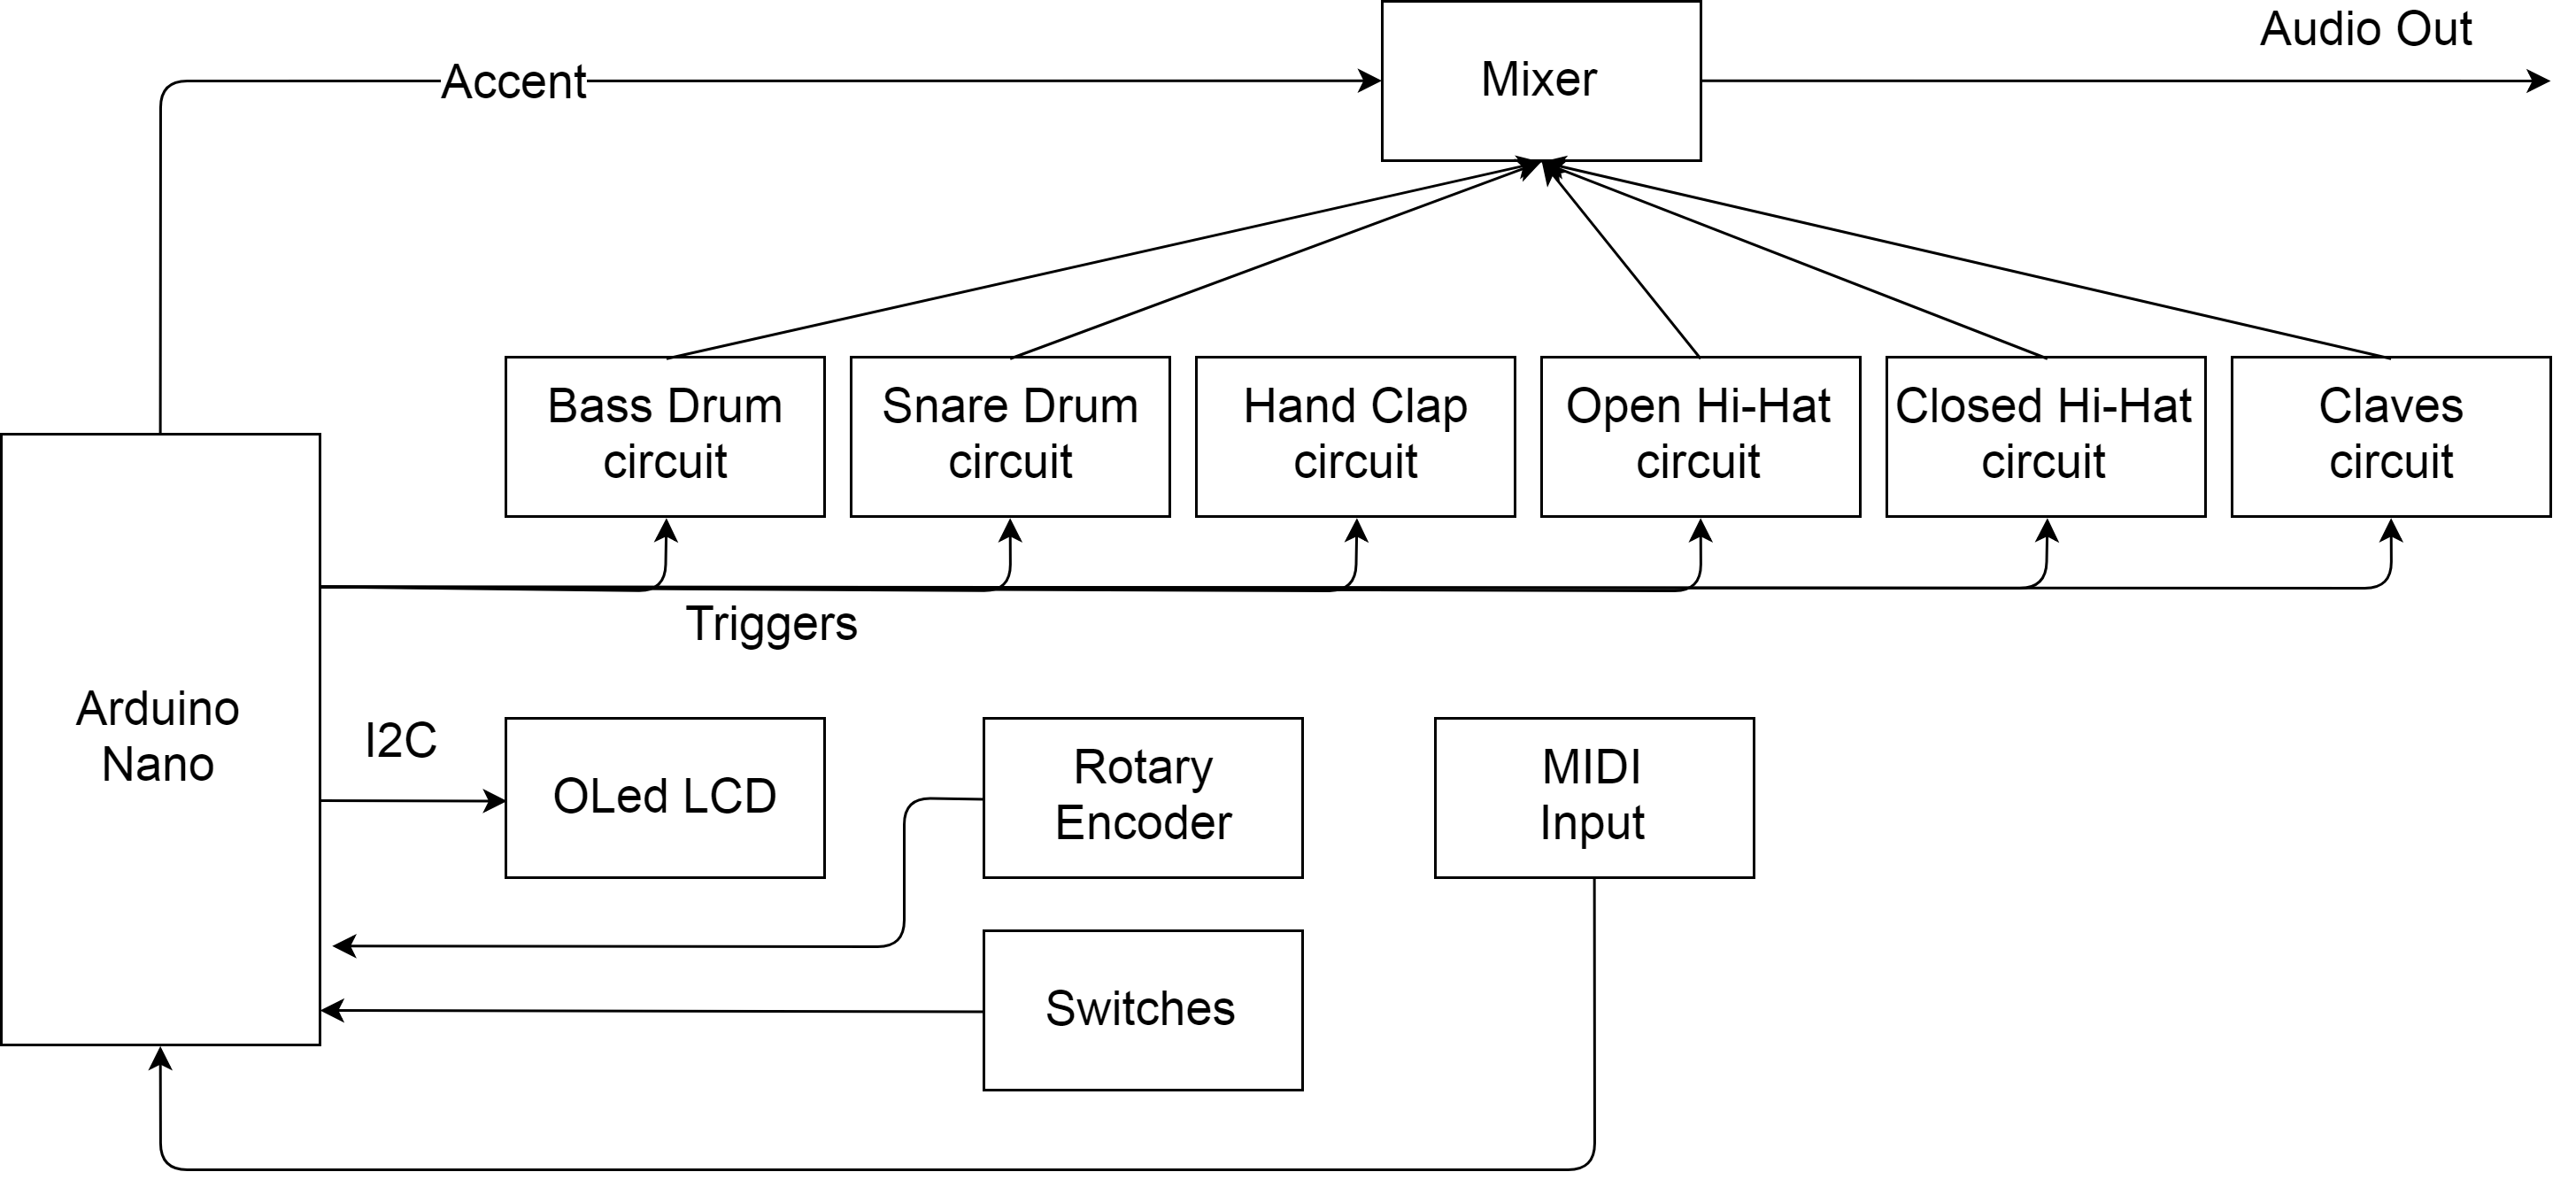 Audio Out
Accent
Mixer
Bass Drum
circuit
Snare Drum
circuit
Hand Clap
circuit
Open Hi-Hat
circuit
Closed Hi-Hat
circuit
Claves
circuit
Triggers
Arduino
Nano
I2C
OLed LCD
Rotary
Encoder
MIDI
Input
Switches